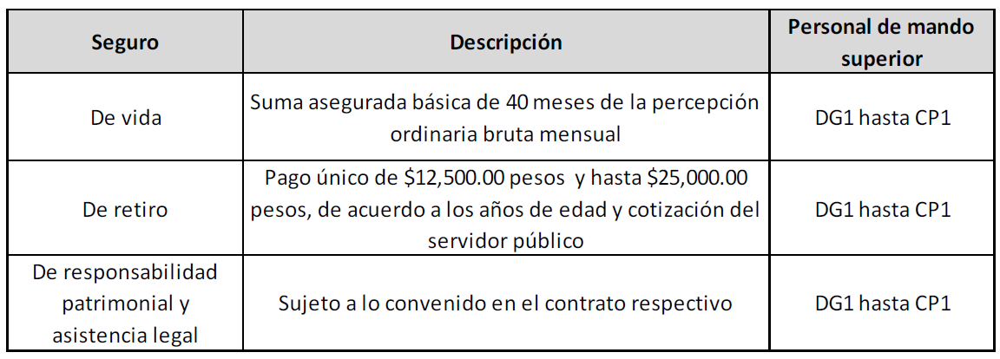 Seguro
Descripción
Personal de mando
superior
De vida
Suma asegurada básica de 40 meses de la percepción
ordinaria bruta mensual
DG1 hasta CP1
De retiro
Pago único de $12,500.00 pesos  y hasta $25,000.00
pesos, de acuerdo a los años de edad y cotización del
servidor público
DG1 hasta CP1
De responsabilidad
patrimonial y
asistencia legal
Sujeto a lo convenido en el contrato respectivo
DG1 hasta CP1